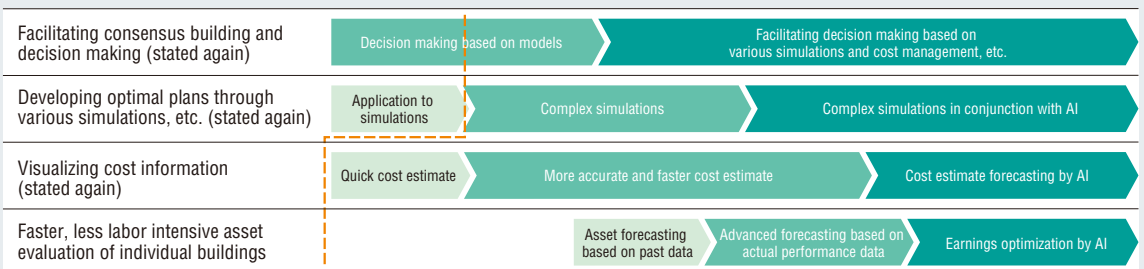 Facilitating consensus building and
decision making (stated again)
Decision making based on models
Facilitating decision making based on
various simulations and cost management, etc.
Developing optimal plans through
various simulations, etc. (stated again)
Application to
simulations
Complex simulations
Complex simulations in conjunction with AI
Visualizing cost information
(stated again)
Quick cost estimate
More accurate and faster cost estimate
Cost estimate forecasting by AI
Faster, less labor intensive asset
evaluation of individual buildings
Asset forecasting
based on past data
Advanced forecasting based on
actual performance data
Earnings optimization by AI